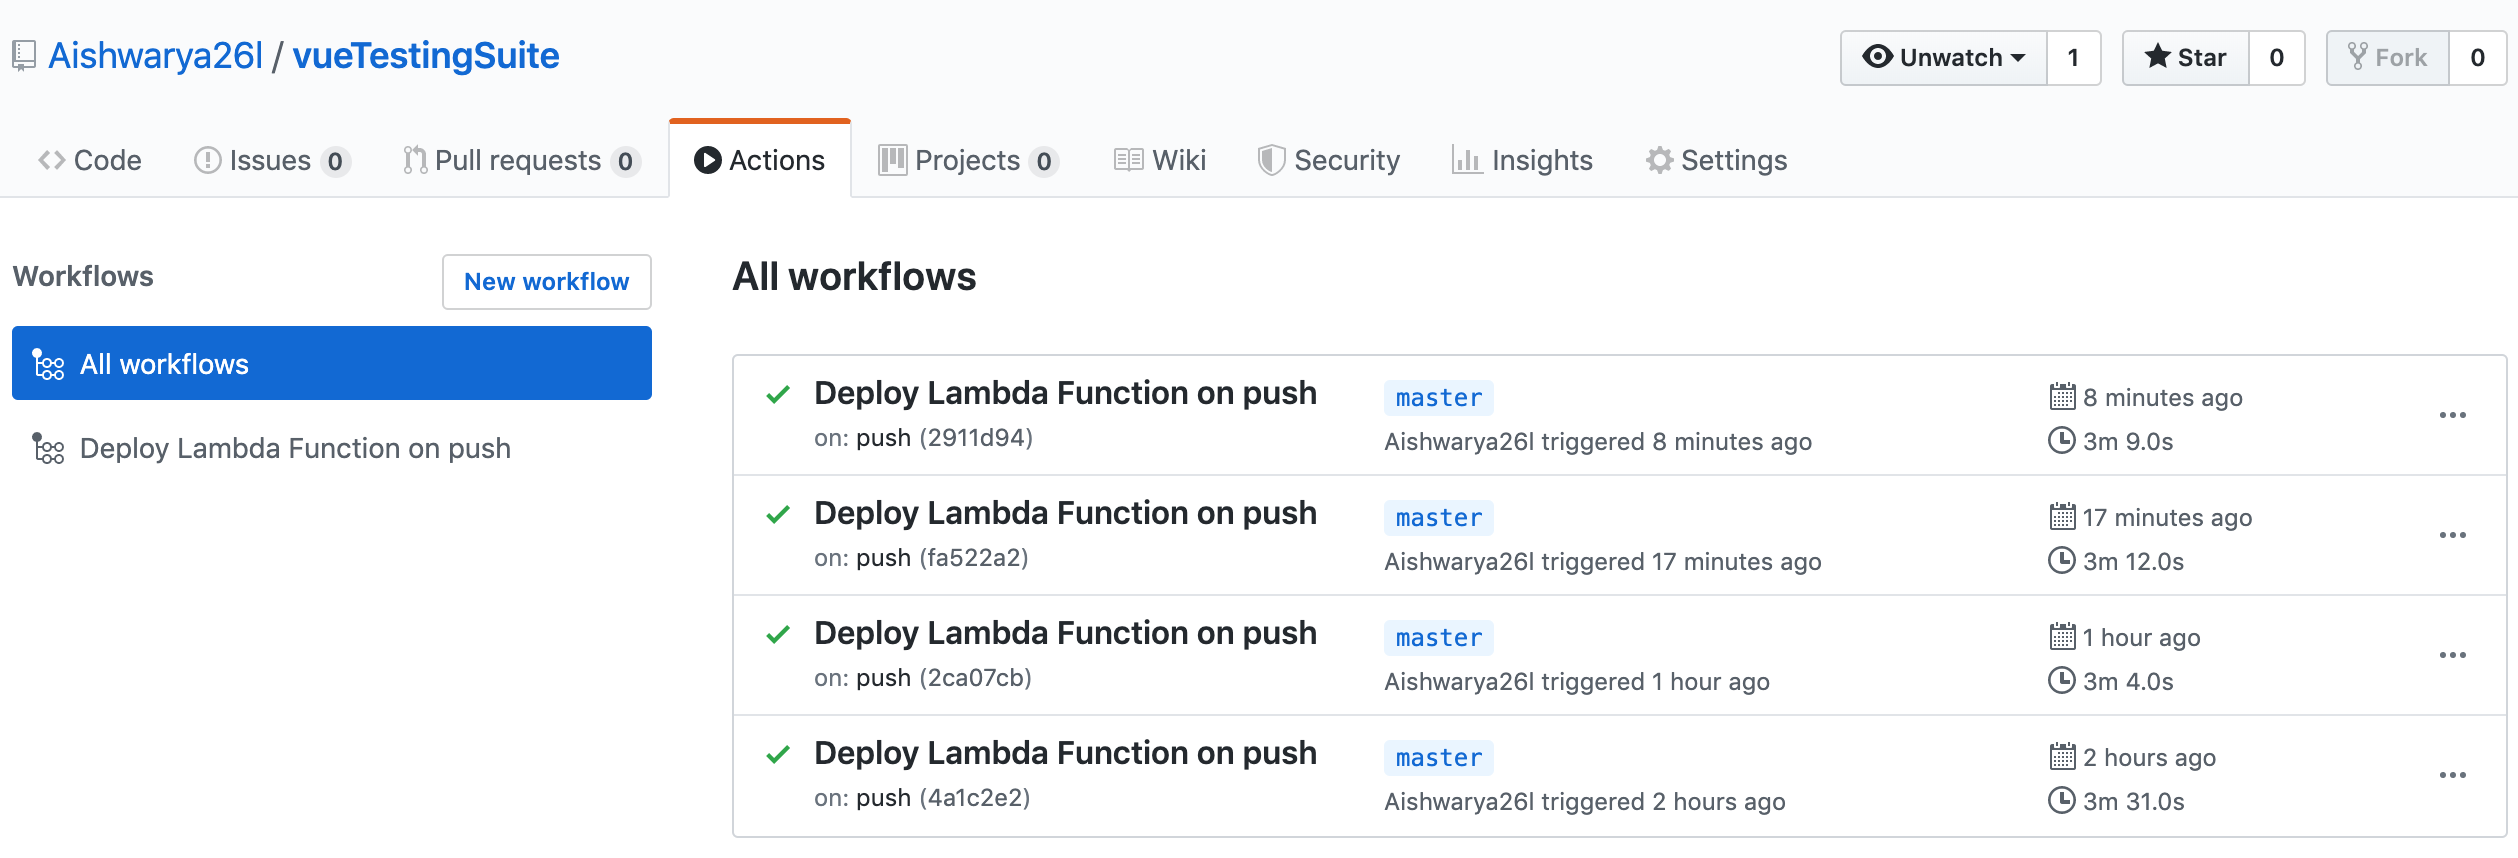 Aishwarya26l / vueTestingSuite
Unwatch 1 Star 0 Fork 0
Code Issues 0 Pull requests 0 Actions Projects 0 Wiki Security Insights Settings
Workflows
New workflow
All workflows
Deploy Lambda Function on push
All workflows
Deploy Lambda Function on push
on: push (2911d94)
master
Aishwarya26l triggered 8 minutes ago
8 minutes ago
3m 9.0s
Deploy Lambda Function on push
on: push (fa522a2)
master
Aishwarya26l triggered 17 minutes ago
17 minutes ago
3m 12.0s
Deploy Lambda Function on push
on: push (2ca07cb)
master
Aishwarya26l triggered 1 hour ago
1 hour ago
3m 4.0s
Deploy Lambda Function on push
on: push (4a1c2e2)
master
Aishwarya26l triggered 2 hours ago
2 hours ago
3m 31.0s